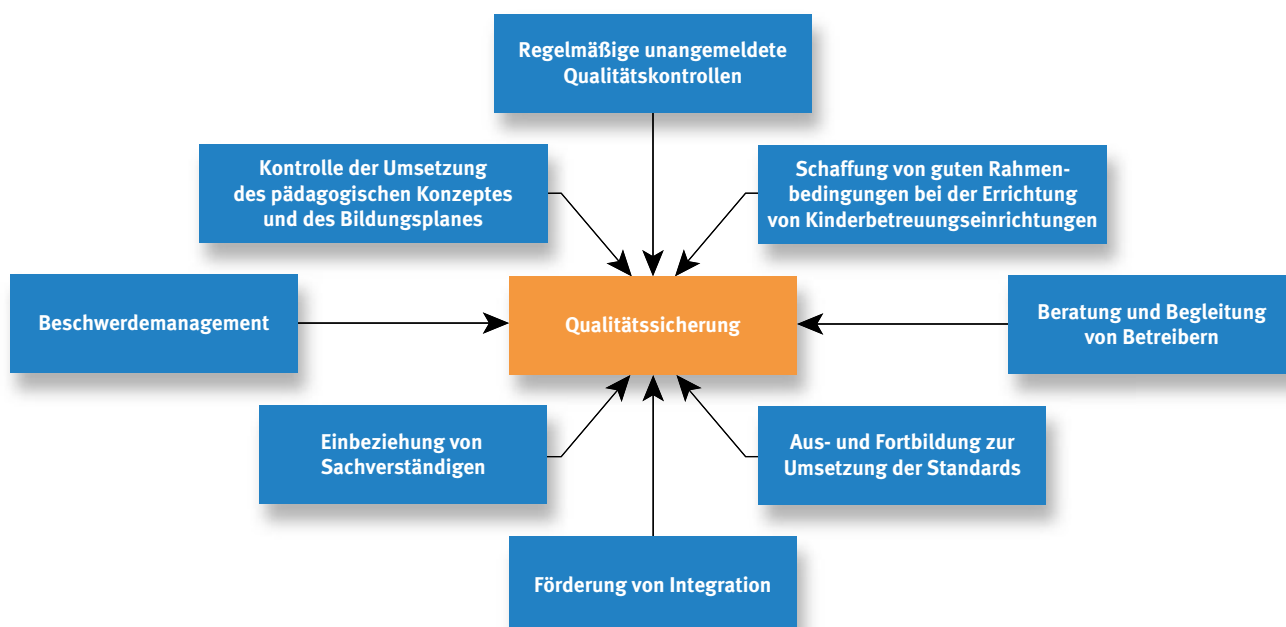 Regelmäßige unangemeldete
Qualitätskontrollen
Kontrolle der Umsetzung
des pädagogischen Konzeptes
und des Bildungsplanes
Schaffung von guten Rahmen-
bedingungen bei der Errichtung
von Kinderbetreuungseinrichtungen
Beschwerdemanagement
Qualitätssicherung
Beratung und Begleitung
von Betreibern
Einbeziehung von
Sachverständigen
Aus- und Fortbildung zur
Umsetzung der Standards
Förderung von Integration